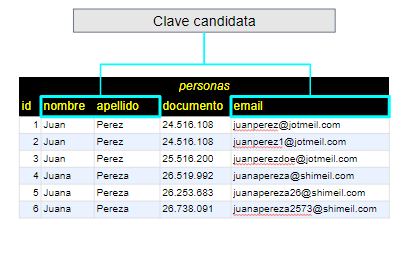 Clave candidata
personas
id nombre apellido documento email
1 Juan Perez 24.516.108 juanperez@jotmeil.com
2 Juan Perez 24.516.108 juanperez1@jotmeil.com
3 Juan Perez 25.516.200 juanperezdoe@jotmeil.com
4 Juana Pereza 26.519.992 juanapereza@shimeil.com
5 Juana Pereza 26.253.683 juanapereza26@shimeil.com
6 Juana Pereza 26.738.091 juanapereza2573@shimeil.com